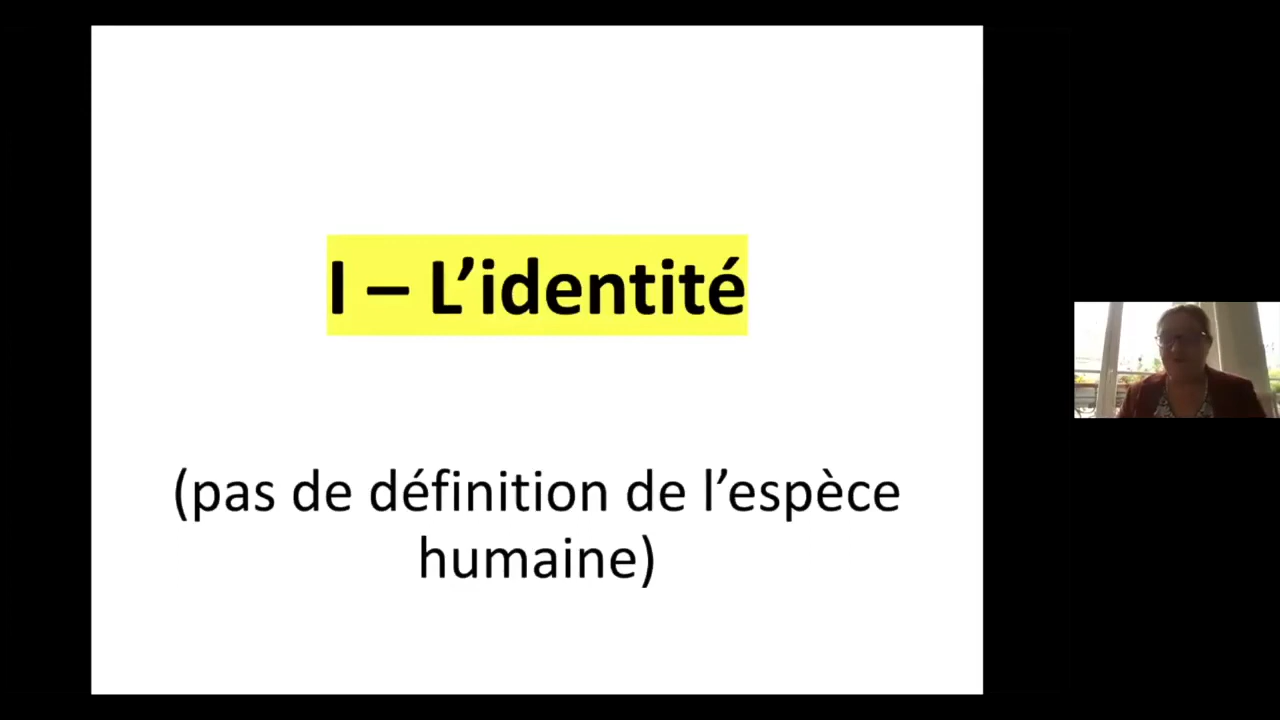 I – L’identité
(pas de définition de l’espèce
humaine)